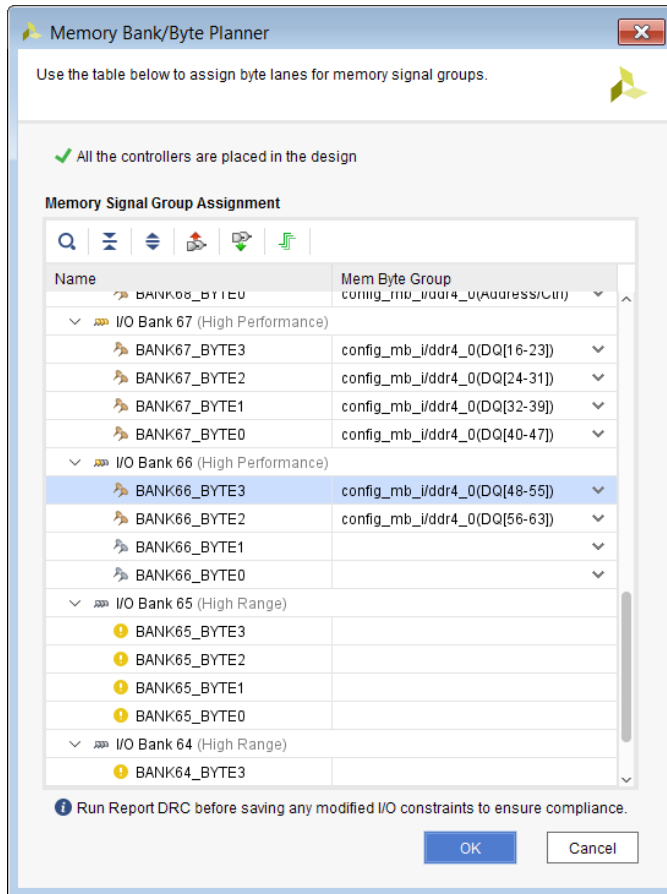 Memory Bank/Byte Planner
Use the table below to assign byte lanes for memory signal groups.
All the controllers are placed in the design
Memory Signal Group Assignment
Name Mem Byte Group
BANK68_BYTE0 config_mb_i/ddr4_0(Address/Ctrl)
I/O Bank 67 (High Performance)
BANK67_BYTE3 config_mb_i/ddr4_0(DQ[16-23])
BANK67_BYTE2 config_mb_i/ddr4_0(DQ[24-31])
BANK67_BYTE1 config_mb_i/ddr4_0(DQ[32-39])
BANK67_BYTE0 config_mb_i/ddr4_0(DQ[40-47])
I/O Bank 66 (High Performance)
BANK66_BYTE3 config_mb_i/ddr4_0(DQ[48-55])
BANK66_BYTE2 config_mb_i/ddr4_0(DQ[56-63])
BANK66_BYTE1
BANK66_BYTE0
I/O Bank 65 (High Range)
BANK65_BYTE3
BANK65_BYTE2
BANK65_BYTE1
BANK65_BYTE0
I/O Bank 64 (High Range)
BANK64_BYTE3
Run Report DRC before saving any modified I/O constraints to ensure compliance.
OK Cancel